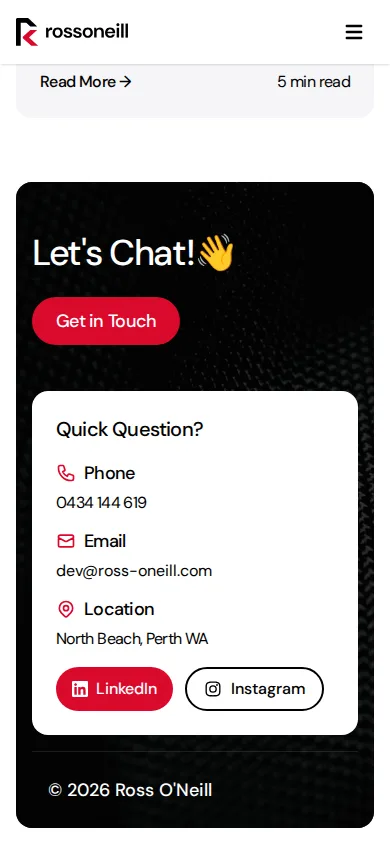 rossoneill
Read More →
5 min read
Let's Chat!👋
Get in Touch
Quick Question?
Phone
0434 144 619
Email
dev@ross-oneill.com
Location
North Beach, Perth WA
LinkedIn
Instagram
© 2026 Ross O'Neill